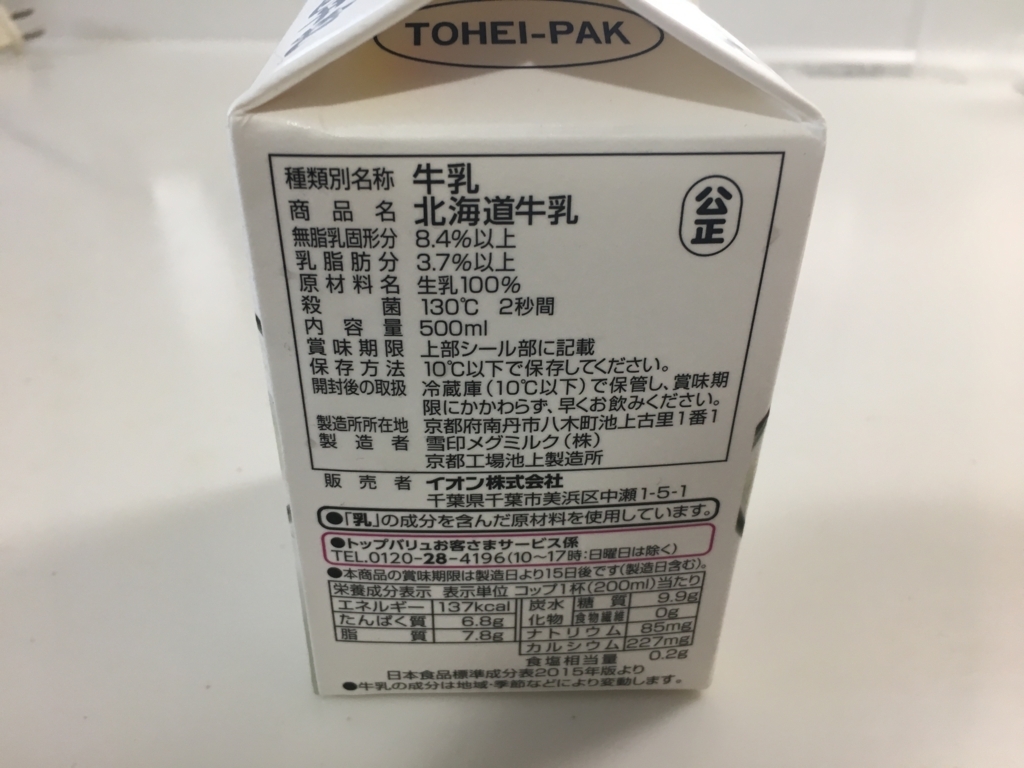 TOHEI-PAK
種類別名称 牛乳
公正
商品名 北海道牛乳
無脂乳固形分 8.4%以上
乳脂肪分 3.7%以上
原材料名 生乳100%
殺菌 130℃ 2秒間
内容量 500ml
賞味期限 上部シール部に記載
保存方法 10℃以下で保存してください。
開封後の取扱 冷蔵庫(10℃以下)で保管し、賞味期
限にかかわらず、早くお飲みください。
製造所所在地 京都府南丹市八木町池上古里1番1
製造者 雪印メグミルク(株)
京都工場池上製造所
販売者 イオン株式会社
千葉県千葉市美浜区中瀬1-5-1
●「乳」の成分を含んだ原材料を使用しています。
●トップバリュお客さまサービス係
TEL.0120-28-4196(10～17時:日曜日は除く)
●本商品の賞味期限は製造日より15日後です(製造日含む)。
栄養成分表示 表示単位 コップ1杯(200ml)当たり
エネルギー 137kcal
たんぱく質 6.8g
脂質 7.8g
炭水化物 糖質 9.9g
食物繊維 0g
ナトリウム 85mg
カルシウム 227mg
食塩相当量 0.2g
日本食品標準成分表2015年版より
●牛乳の成分は地域・季節などにより変動します。